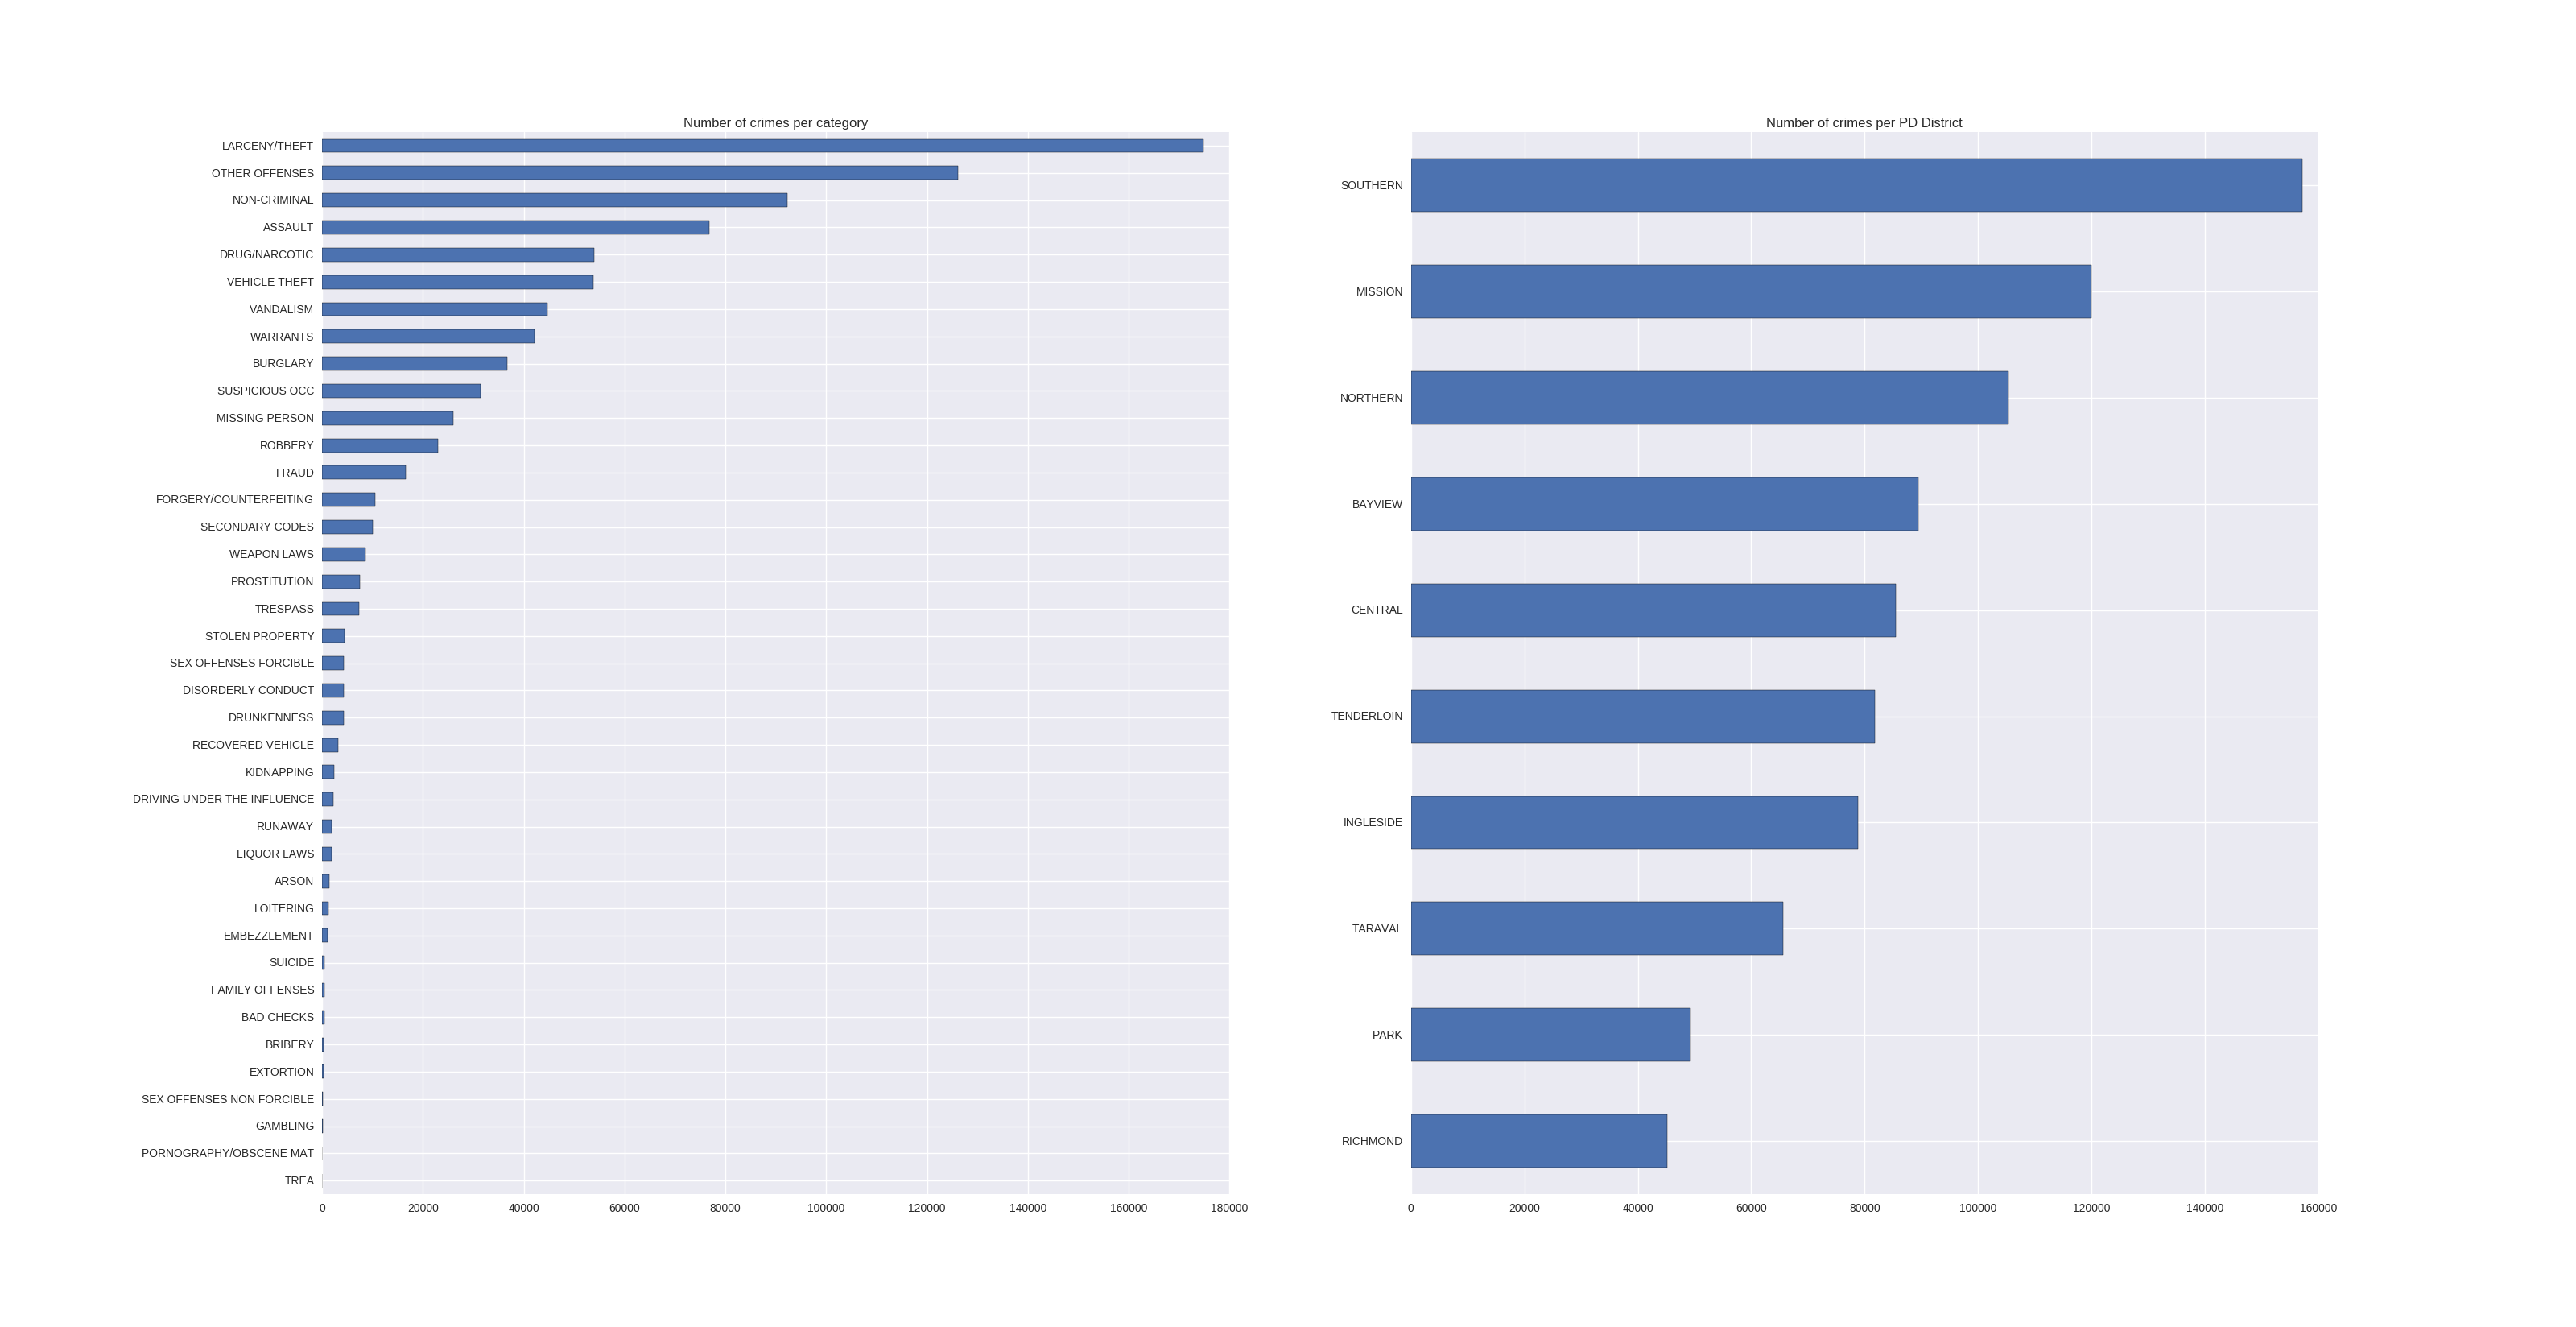 Number of crimes per category
LARCENY/THEFT
OTHER OFFENSES
NON-CRIMINAL
ASSAULT
DRUG/NARCOTIC
VEHICLE THEFT
VANDALISM
WARRANTS
BURGLARY
SUSPICIOUS OCC
MISSING PERSON
ROBBERY
FRAUD
FORGERY/COUNTERFEITING
SECONDARY CODES
WEAPON LAWS
PROSTITUTION
TRESPASS
STOLEN PROPERTY
SEX OFFENSES FORCIBLE
DISORDERLY CONDUCT
DRUNKENNESS
RECOVERED VEHICLE
KIDNAPPING
DRIVING UNDER THE INFLUENCE
RUNAWAY
LIQUOR LAWS
ARSON
LOITERING
EMBEZZLEMENT
SUICIDE
FAMILY OFFENSES
BAD CHECKS
BRIBERY
EXTORTION
SEX OFFENSES NON FORCIBLE
GAMBLING
PORNOGRAPHY/OBSCENE MAT
TREA
0 20000 40000 60000 80000 100000 120000 140000 160000 180000
Number of crimes per PD District
SOUTHERN
MISSION
NORTHERN
BAYVIEW
CENTRAL
TENDERLOIN
INGLESIDE
TARAVAL
PARK
RICHMOND
0 20000 40000 60000 80000 100000 120000 140000 160000